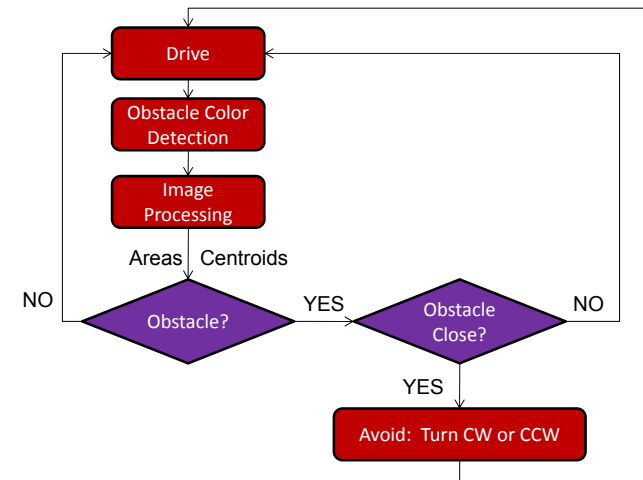 Drive
Obstacle Color
Detection
Image
Processing
Areas Centroids
NO
Obstacle?
YES
Obstacle
Close?
NO
YES
Avoid: Turn CW or CCW